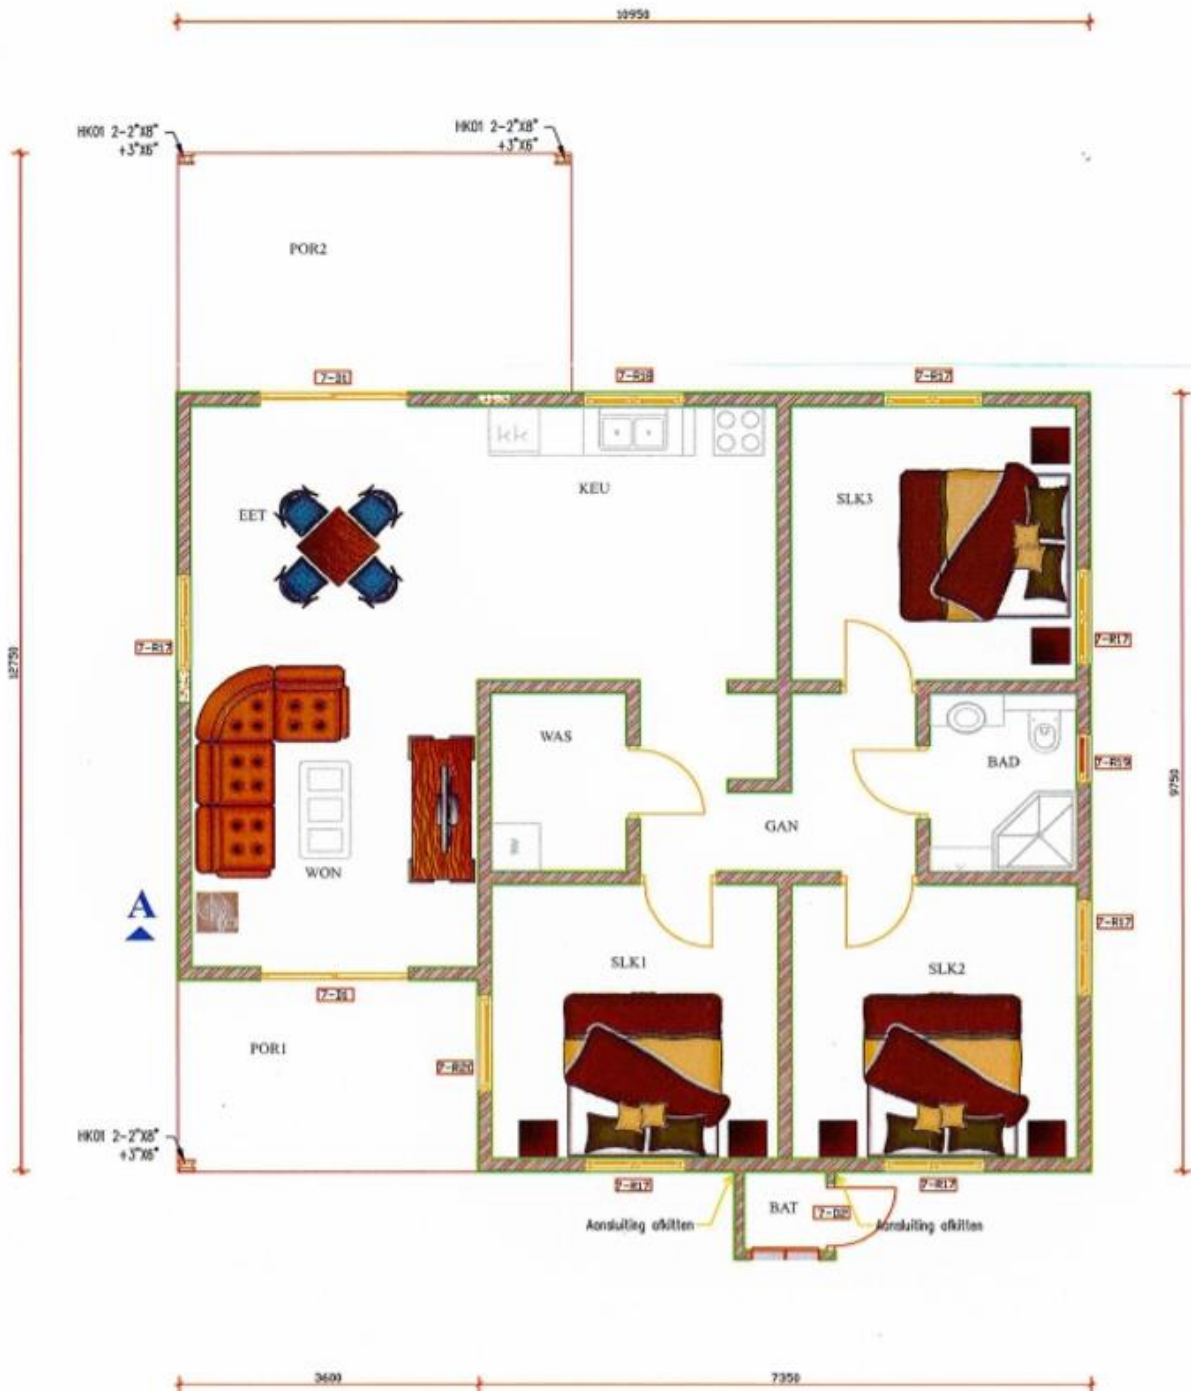 10950
HK01 2-2"X8"
+3"X6"
HK01 2-2"X8"
+3"X6"
POR2
7-D1
7-R18
7-R17
kk
KEU
EET
SLK3
12750
7-R17
7-R17
WAS
BAD
7-R19
9750
GAN
WON
A
7-R17
SLK1
SLK2
7-D1
POR1
7-R20
HK01 2-2"X8"
+3"X6"
7-R17
7-R17
BAT
7-D2
Aansluiting afkitten
Aansluiting afkitten
3600
7350